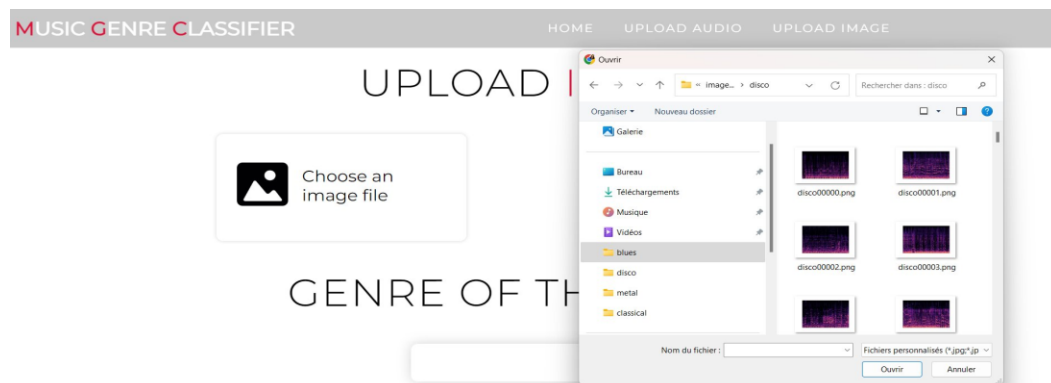 MUSIC GENRE CLASSIFIER HOME UPLOAD AUDIO UPLOAD IMAGE
UPLOAD I
Choose an
image file
GENRE OF TH
Ouvrir
« image... › disco
Rechercher dans : disco
Organiser Nouveau dossier
Galerie
Bureau
Téléchargements
Musique
Vidéos
blues
disco
metal
classical
disco00000.png disco00001.png
disco00002.png disco00003.png
Nom du fichier :
Fichiers personnalisés (*.jpg;*.jp
Ouvrir Annuler